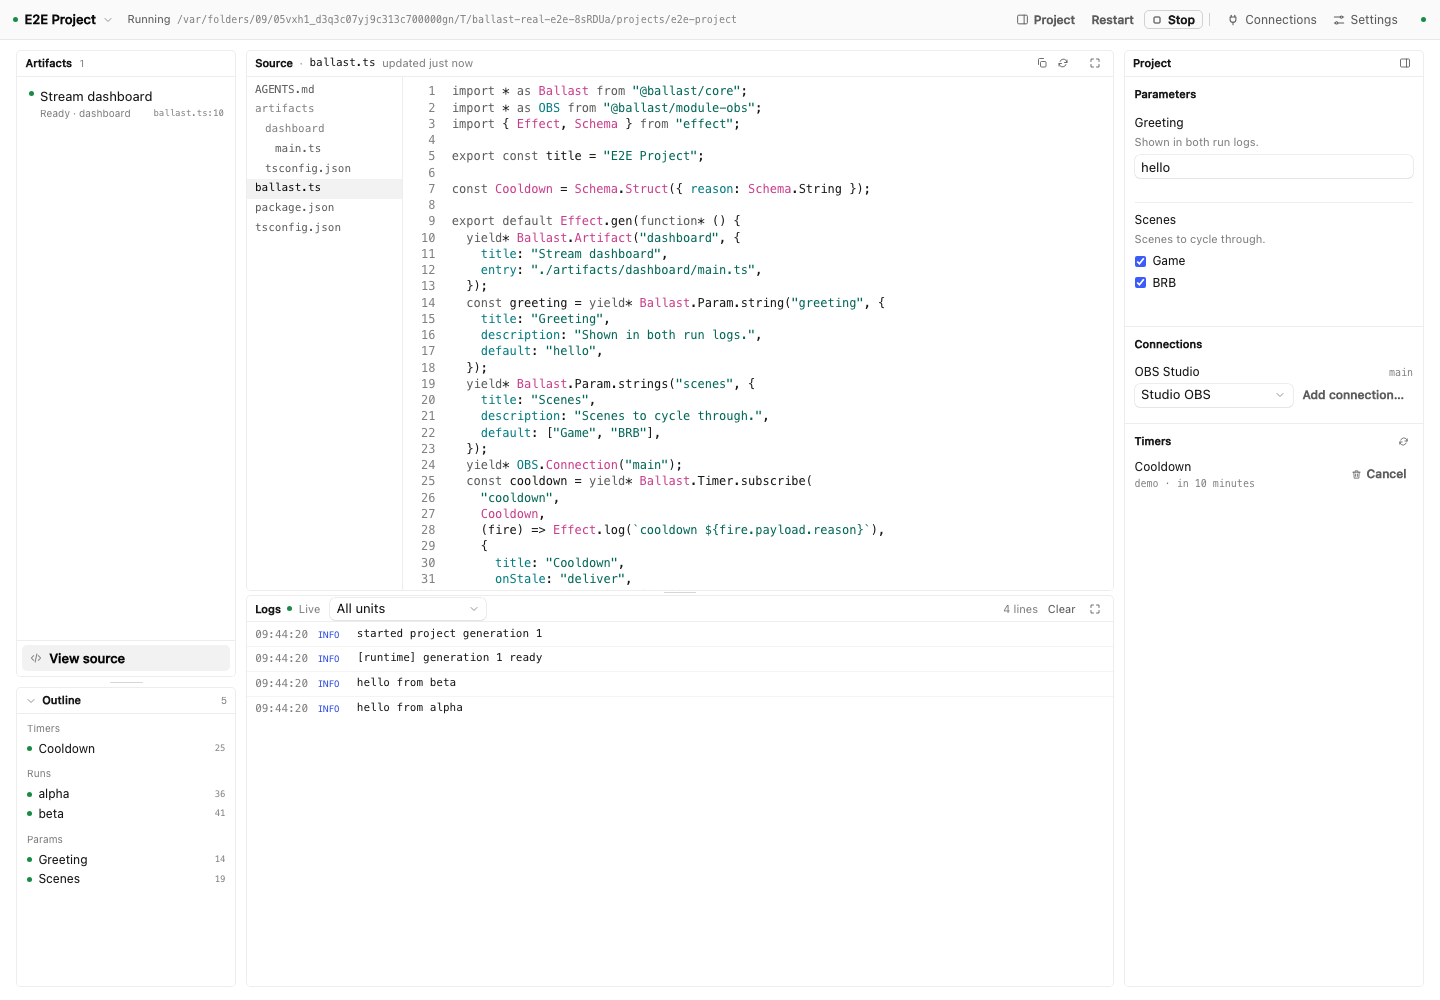 E2E Project
Running /var/folders/09/05vxh1_d3q3c07yj9c313c700000gn/T/ballast-real-e2e-8sRDUa/projects/e2e-project
Project
Restart
Stop
Connections
Settings
Artifacts 1
Stream dashboard
Ready · dashboard ballast.ts:10
View source
Outline 5
Timers
Cooldown 25
Runs
alpha 36
beta 41
Params
Greeting 14
Scenes 19
Source · ballast.ts updated just now
AGENTS.md
artifacts
dashboard
main.ts
tsconfig.json
ballast.ts
package.json
tsconfig.json
1 import * as Ballast from "@ballast/core";
2 import * as OBS from "@ballast/module-obs";
3 import { Effect, Schema } from "effect";
4
5 export const title = "E2E Project";
6
7 const Cooldown = Schema.Struct({ reason: Schema.String });
8
9 export default Effect.gen(function* () {
10 yield* Ballast.Artifact("dashboard", {
11 title: "Stream dashboard",
12 entry: "./artifacts/dashboard/main.ts",
13 });
14 const greeting = yield* Ballast.Param.string("greeting", {
15 title: "Greeting",
16 description: "Shown in both run logs.",
17 default: "hello",
18 });
19 yield* Ballast.Param.strings("scenes", {
20 title: "Scenes",
21 description: "Scenes to cycle through.",
22 default: ["Game", "BRB"],
23 });
24 yield* OBS.Connection("main");
25 const cooldown = yield* Ballast.Timer.subscribe(
26 "cooldown",
27 Cooldown,
28 (fire) => Effect.log(`cooldown ${fire.payload.reason}`),
29 {
30 title: "Cooldown",
31 onStale: "deliver",
Logs Live All units 4 lines Clear
09:44:20 INFO started project generation 1
09:44:20 INFO [runtime] generation 1 ready
09:44:20 INFO hello from beta
09:44:20 INFO hello from alpha
Project
Parameters
Greeting
Shown in both run logs.
hello
Scenes
Scenes to cycle through.
Game
BRB
Connections
OBS Studio main
Studio OBS Add connection...
Timers
Cooldown
demo · in 10 minutes
Cancel